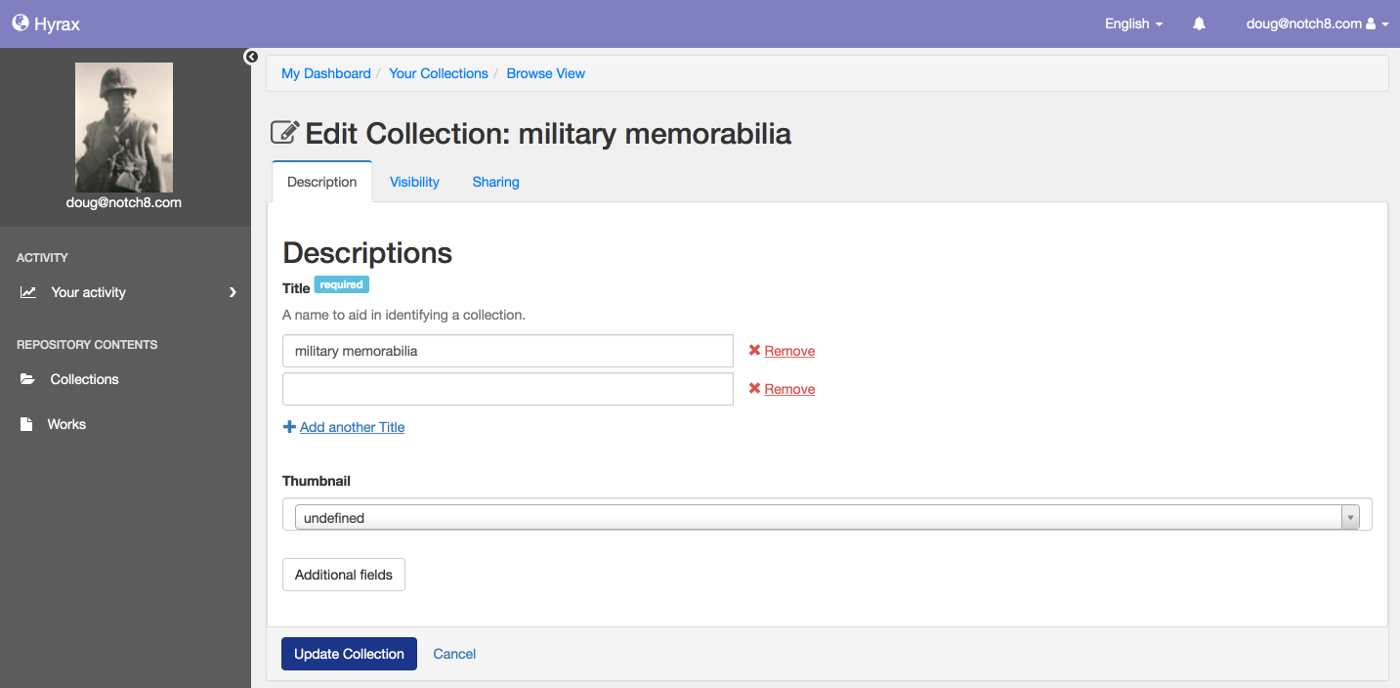 Hyrax
English
doug@notch8.com
doug@notch8.com
ACTIVITY
Your activity
REPOSITORY CONTENTS
Collections
Works
My Dashboard / Your Collections / Browse View
Edit Collection: military memorabilia
Description Visibility Sharing
Descriptions
Title required
A name to aid in identifying a collection.
military memorabilia Remove
Remove
Add another Title
Thumbnail
undefined
Additional fields
Update Collection Cancel